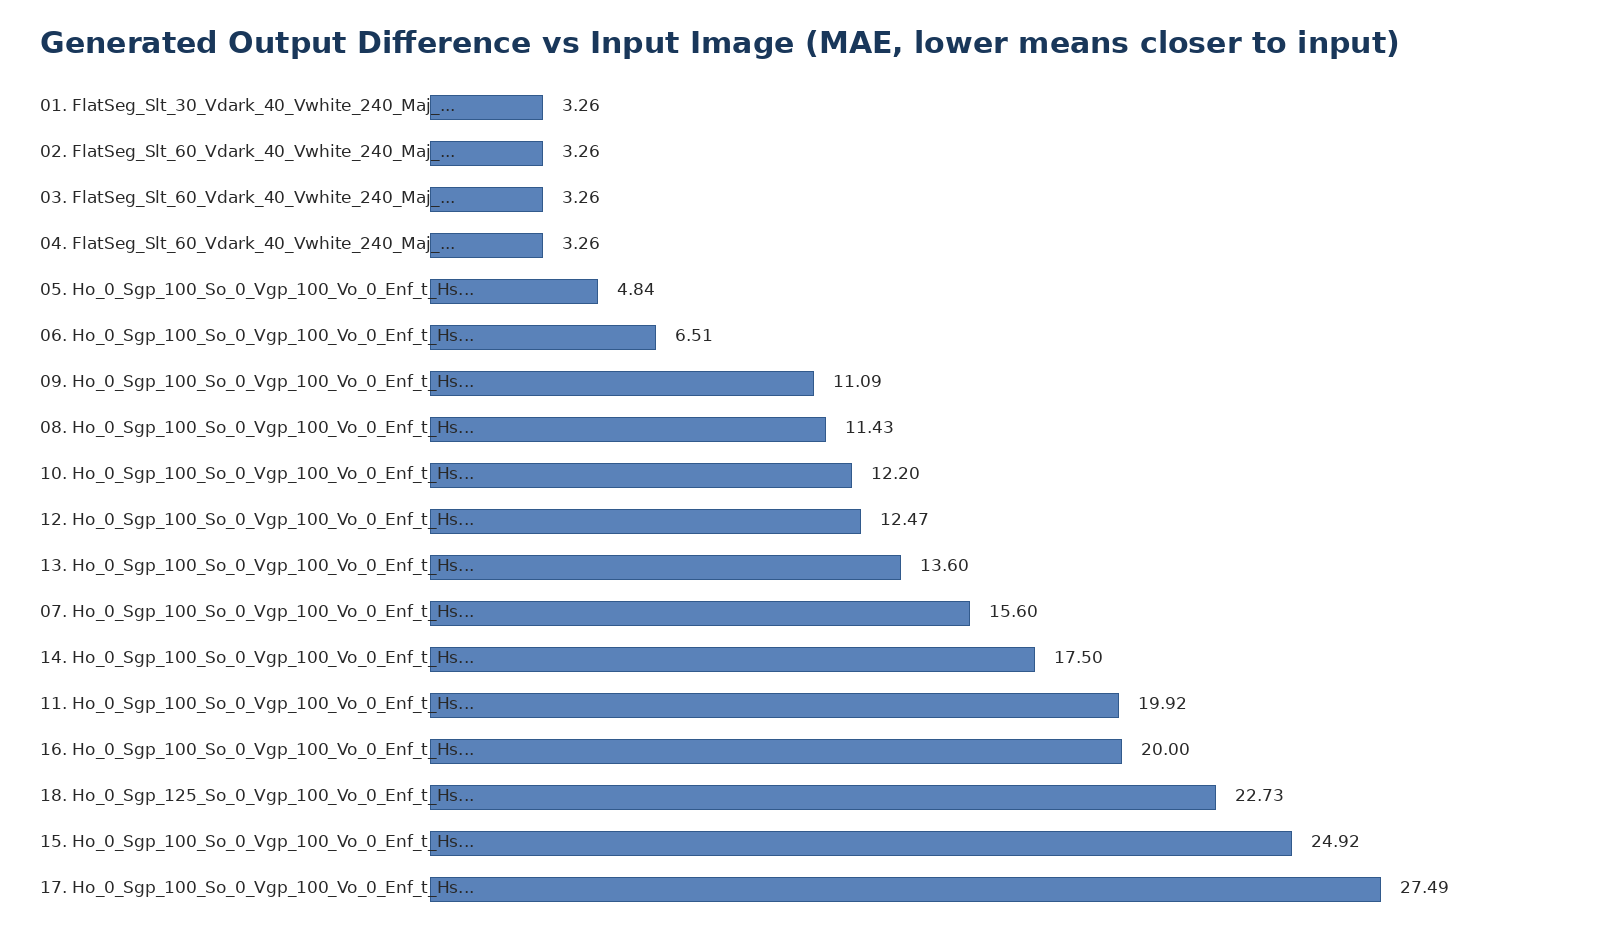 Generated Output Difference vs Input Image (MAE, lower means closer to input)
01. FlatSeg_Slt_30_Vdark_40_Vwhite_240_Maj_... 3.26
02. FlatSeg_Slt_60_Vdark_40_Vwhite_240_Maj_... 3.26
03. FlatSeg_Slt_60_Vdark_40_Vwhite_240_Maj_... 3.26
04. FlatSeg_Slt_60_Vdark_40_Vwhite_240_Maj_... 3.26
05. Ho_0_Sgp_100_So_0_Vgp_100_Vo_0_Enf_t_Hs... 4.84
06. Ho_0_Sgp_100_So_0_Vgp_100_Vo_0_Enf_t_Hs... 6.51
09. Ho_0_Sgp_100_So_0_Vgp_100_Vo_0_Enf_t_Hs... 11.09
08. Ho_0_Sgp_100_So_0_Vgp_100_Vo_0_Enf_t_Hs... 11.43
10. Ho_0_Sgp_100_So_0_Vgp_100_Vo_0_Enf_t_Hs... 12.20
12. Ho_0_Sgp_100_So_0_Vgp_100_Vo_0_Enf_t_Hs... 12.47
13. Ho_0_Sgp_100_So_0_Vgp_100_Vo_0_Enf_t_Hs... 13.60
07. Ho_0_Sgp_100_So_0_Vgp_100_Vo_0_Enf_t_Hs... 15.60
14. Ho_0_Sgp_100_So_0_Vgp_100_Vo_0_Enf_t_Hs... 17.50
11. Ho_0_Sgp_100_So_0_Vgp_100_Vo_0_Enf_t_Hs... 19.92
16. Ho_0_Sgp_100_So_0_Vgp_100_Vo_0_Enf_t_Hs... 20.00
18. Ho_0_Sgp_125_So_0_Vgp_100_Vo_0_Enf_t_Hs... 22.73
15. Ho_0_Sgp_100_So_0_Vgp_100_Vo_0_Enf_t_Hs... 24.92
17. Ho_0_Sgp_100_So_0_Vgp_100_Vo_0_Enf_t_Hs... 27.49